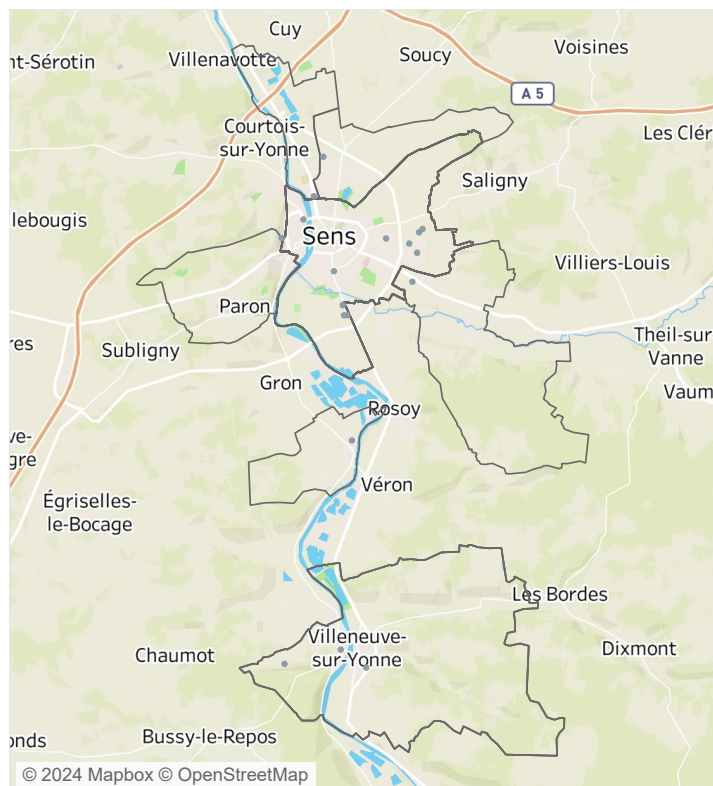 Cuy
nt-Sérotin
Villenavotte
Soucy
Voisines
A 5
Courtois-
sur-Yonne
Les Clér
Saligny
lebougis
Sens
Villiers-Louis
Paron
res
Subligny
Theil-sur
Vanne
Gron
Vaum
Rosoy
ve-
gre
Véron
Égriselles-
le-Bocage
Les Bordes
Villeneuve-
sur-Yonne
Chaumot
Dixmont
onds
Bussy-le-Repos
© 2024 Mapbox © OpenStreetMap